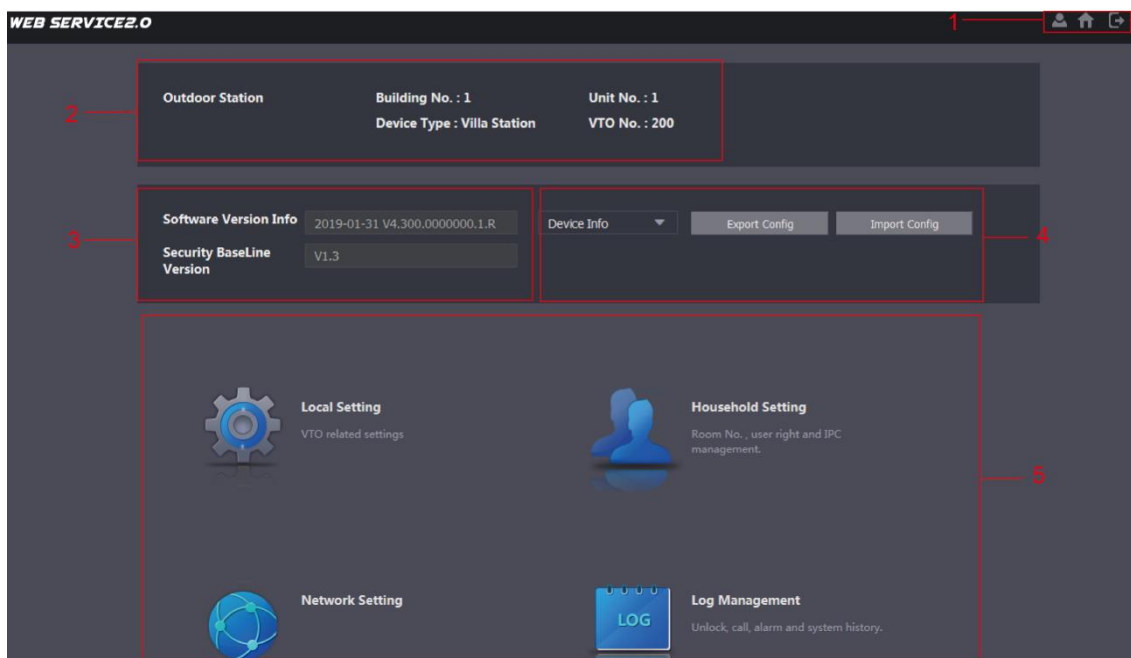 WEB SERVICE2.0
1
2
Outdoor Station Building No. : 1 Unit No. : 1
Device Type : Villa Station VTO No. : 200
3
Software Version Info 2019-01-31 V4.300.0000000.1.R Device Info Export Config Import Config
4
Security BaseLine Version V1.3
Local Setting
VTO related settings
Household Setting
Room No. , user right and IPC
management.
5
Network Setting
LOG
Log Management
Unlock, call, alarm and system history.